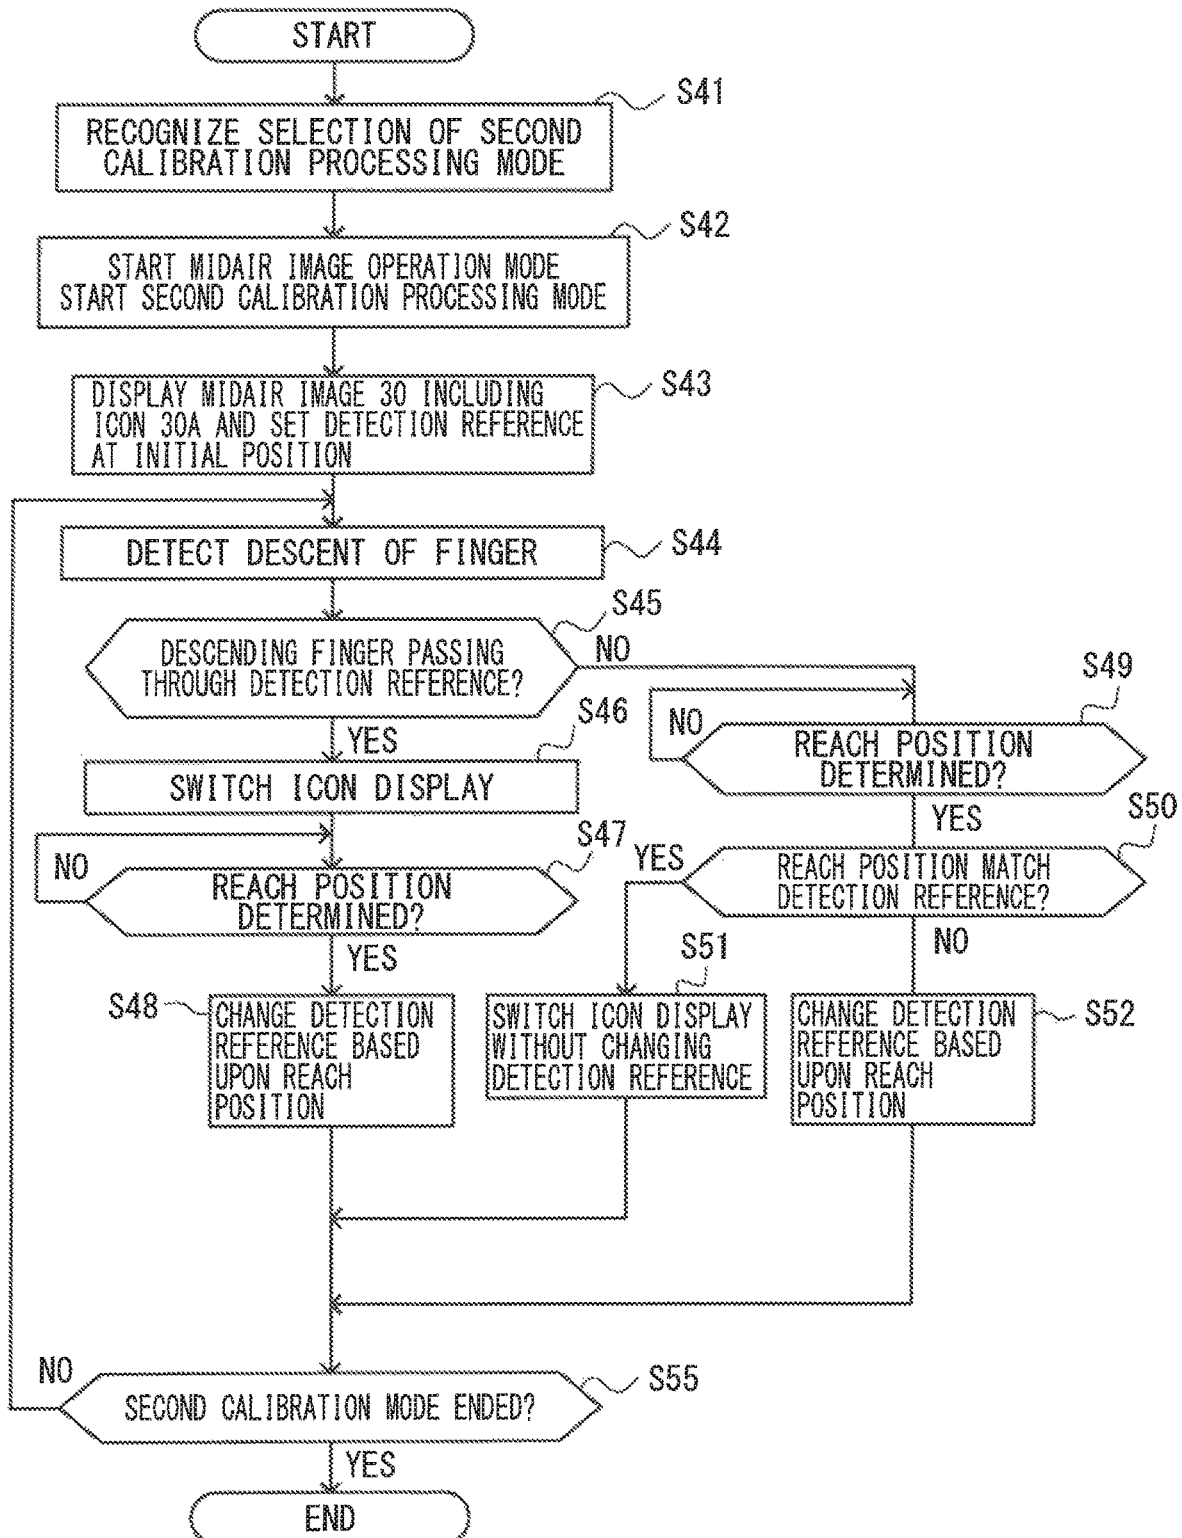 START
S41
RECOGNIZE SELECTION OF SECOND
CALIBRATION PROCESSING MODE
S42
START MIDAIR IMAGE OPERATION MODE
START SECOND CALIBRATION PROCESSING MODE
S43
DISPLAY MIDAIR IMAGE 30 INCLUDING
ICON 30A AND SET DETECTION REFERENCE
AT INITIAL POSITION
DETECT DESCENT OF FINGER
S44
S45
DESCENDING FINGER PASSING
THROUGH DETECTION REFERENCE?
NO
YES
S46
SWITCH ICON DISPLAY
S47
NO
REACH POSITION
DETERMINED?
YES
S48
CHANGE DETECTION
REFERENCE BASED
UPON REACH
POSITION
S49
NO
REACH POSITION
DETERMINED?
YES
S50
YES
REACH POSITION MATCH
DETECTION REFERENCE?
NO
S51
SWITCH ICON DISPLAY
WITHOUT CHANGING
DETECTION REFERENCE
CHANGE DETECTION
REFERENCE BASED
UPON REACH
POSITION
S52
NO
S55
SECOND CALIBRATION MODE ENDED?
YES
END